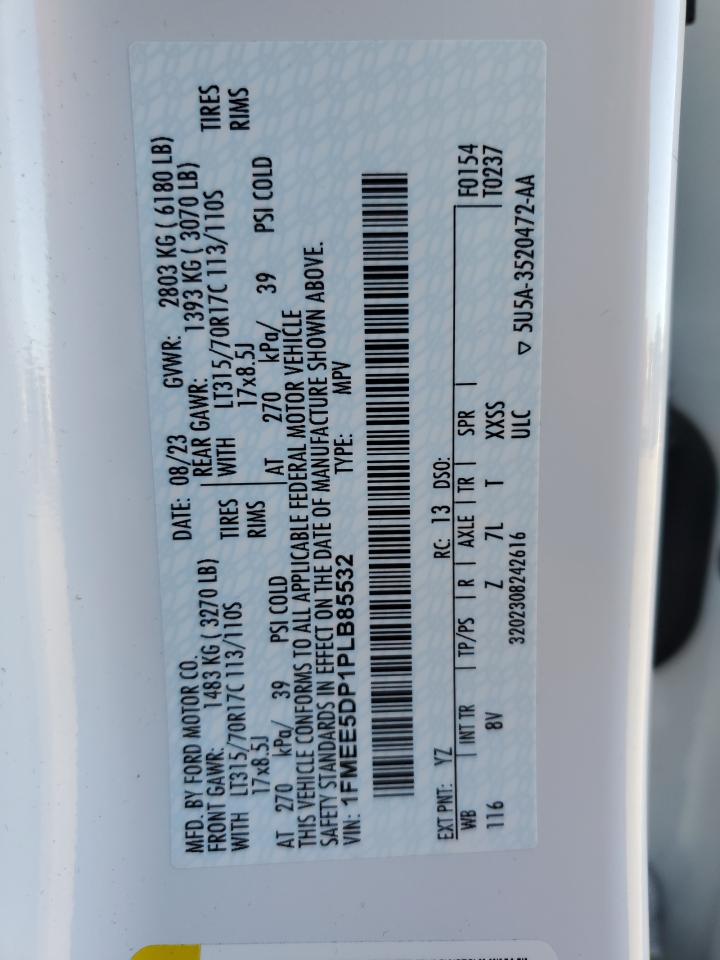 MFD. BY FORD MOTOR CO.
DATE: 08/23 GVWR: 2803 KG ( 6180 LB)
FRONT GAWR: 1483 KG ( 3270 LB) REAR GAWR: 1393 KG ( 3070 LB)
WITH LT315/70R17C 113/110S TIRES WITH LT315/70R17C 113/110S TIRES
17x8.5J RIMS 17x8.5J RIMS
AT 270 kPa/ 39 PSI COLD AT 270 kPa/ 39 PSI COLD
THIS VEHICLE CONFORMS TO ALL APPLICABLE FEDERAL MOTOR VEHICLE
SAFETY STANDARDS IN EFFECT ON THE DATE OF MANUFACTURE SHOWN ABOVE.
VIN: 1FMEE5DP1PLB85532 TYPE: MPV
EXT PNT: YZ RC: 13 DSO: F0154
WB INT TR TP/PS R AXLE TR SPR T0237
116 8V Z 7L T XXSS
3202308242616 ULC ▽ 5U5A-3520472-AA